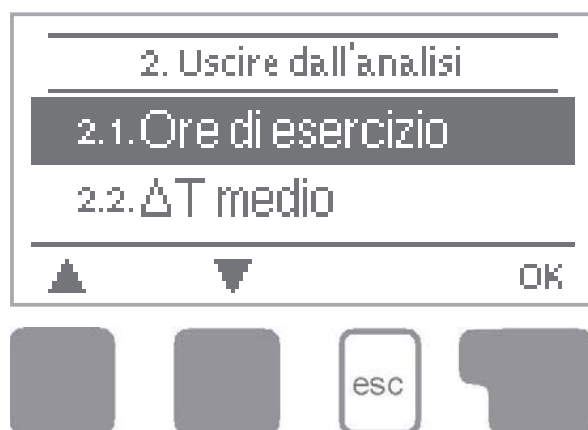 2. Uscire dall'analisi
2.1.Ore di esercizio
2.2.ΔT medio
OK
esc